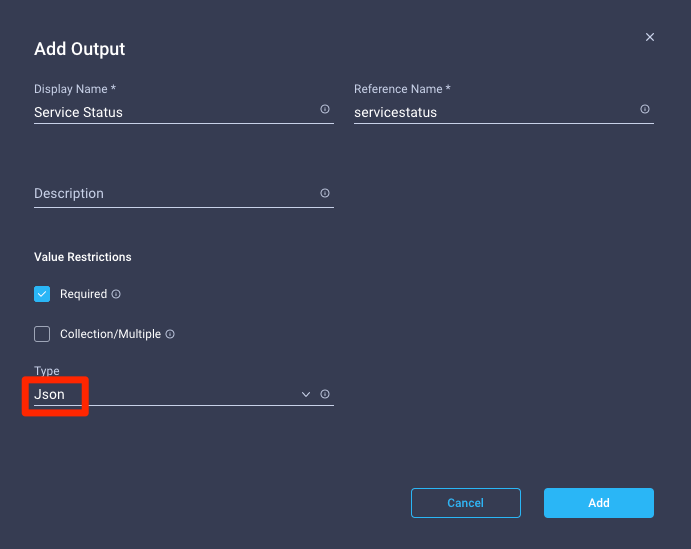 Add Output
Display Name *
Reference Name *
Service Status
servicestatus
Description
Value Restrictions
Required
Collection/Multiple
Type
Json
Cancel
Add